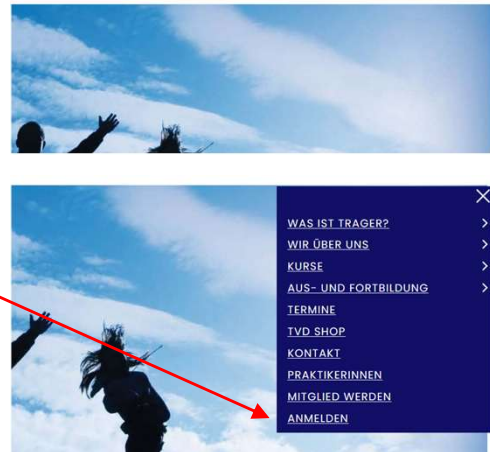 WAS IST TRAGER?
WIR ÜBER UNS
KURSE
AUS- UND FORTBILDUNG
TERMINE
TVD SHOP
KONTAKT
PRAKTIKERINNEN
MITGLIED WERDEN
ANMELDEN